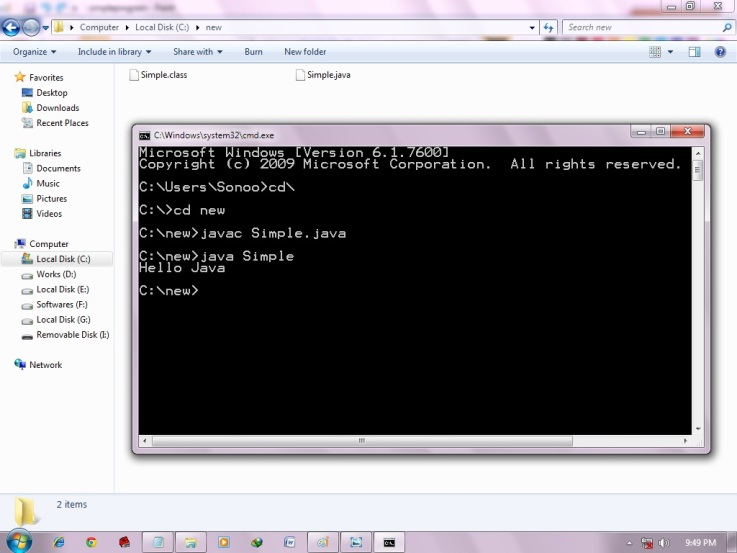 Computer ▸ Local Disk (C:) ▸ new
Search new
Organize Include in library Share with Burn New folder
Favorites
Desktop
Downloads
Recent Places
Libraries
Documents
Music
Pictures
Videos
Computer
Local Disk (C:)
Works (D:)
Local Disk (E:)
Softwares (F:)
Local Disk (G:)
Removable Disk (I:)
Network
Simple.class Simple.java
C:\Windows\system32\cmd.exe
Microsoft Windows [Version 6.1.7600]
Copyright (c) 2009 Microsoft Corporation. All rights reserved.
C:\Users\Sonoo>cd\
C:\>cd new
C:\new>javac Simple.java
C:\new>java Simple
Hello Java
C:\new>
2 items
9:49 PM